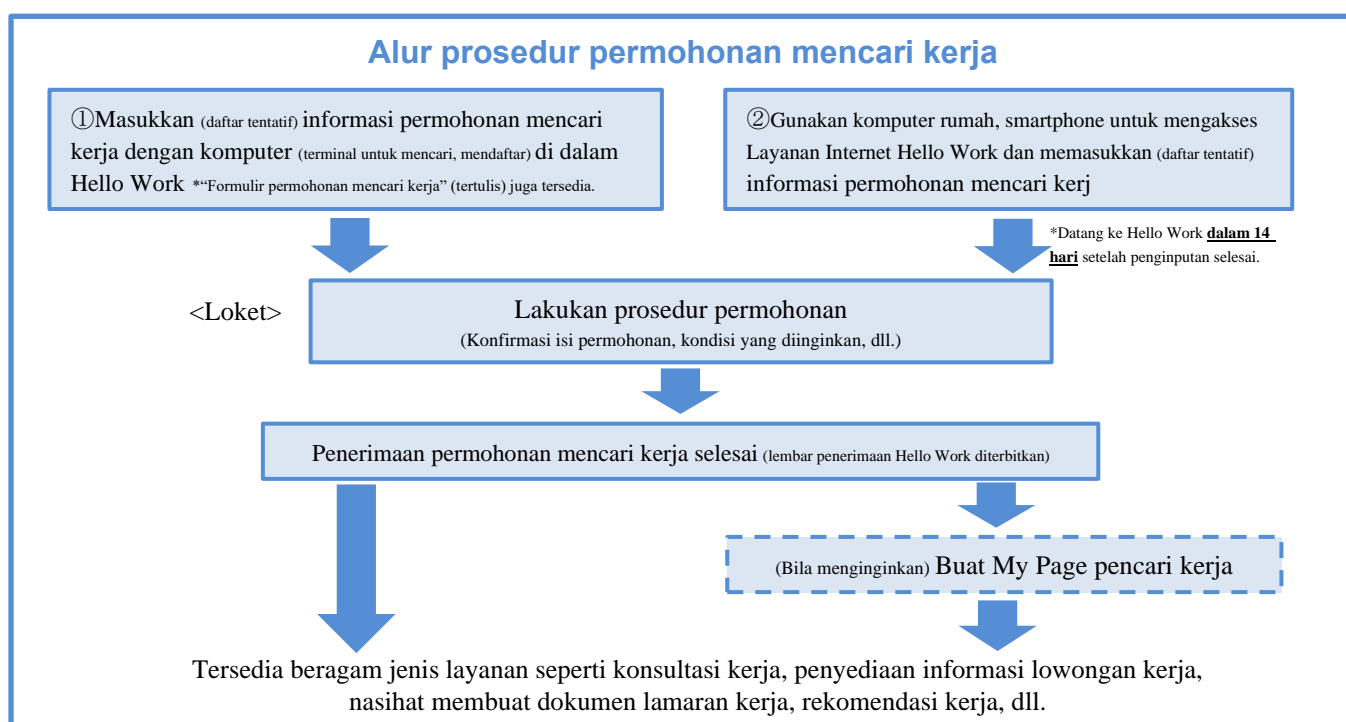 Alur prosedur permohonan mencari kerja
①Masukkan (daftar tentatif) informasi permohonan mencari
kerja dengan komputer (terminal untuk mencari, mendaftar) di dalam
Hello Work *“Formulir permohonan mencari kerja” (tertulis) juga tersedia.
②Gunakan komputer rumah, smartphone untuk mengakses
Layanan Internet Hello Work dan memasukkan (daftar tentatif)
informasi permohonan mencari kerj
*Datang ke Hello Work dalam 14
hari setelah penginputan selesai.
<Loket>
Lakukan prosedur permohonan
(Konfirmasi isi permohonan, kondisi yang diinginkan, dll.)
Penerimaan permohonan mencari kerja selesai (lembar penerimaan Hello Work diterbitkan)
(Bila menginginkan) Buat My Page pencari kerja
Tersedia beragam jenis layanan seperti konsultasi kerja, penyediaan informasi lowongan kerja,
nasihat membuat dokumen lamaran kerja, rekomendasi kerja, dll.